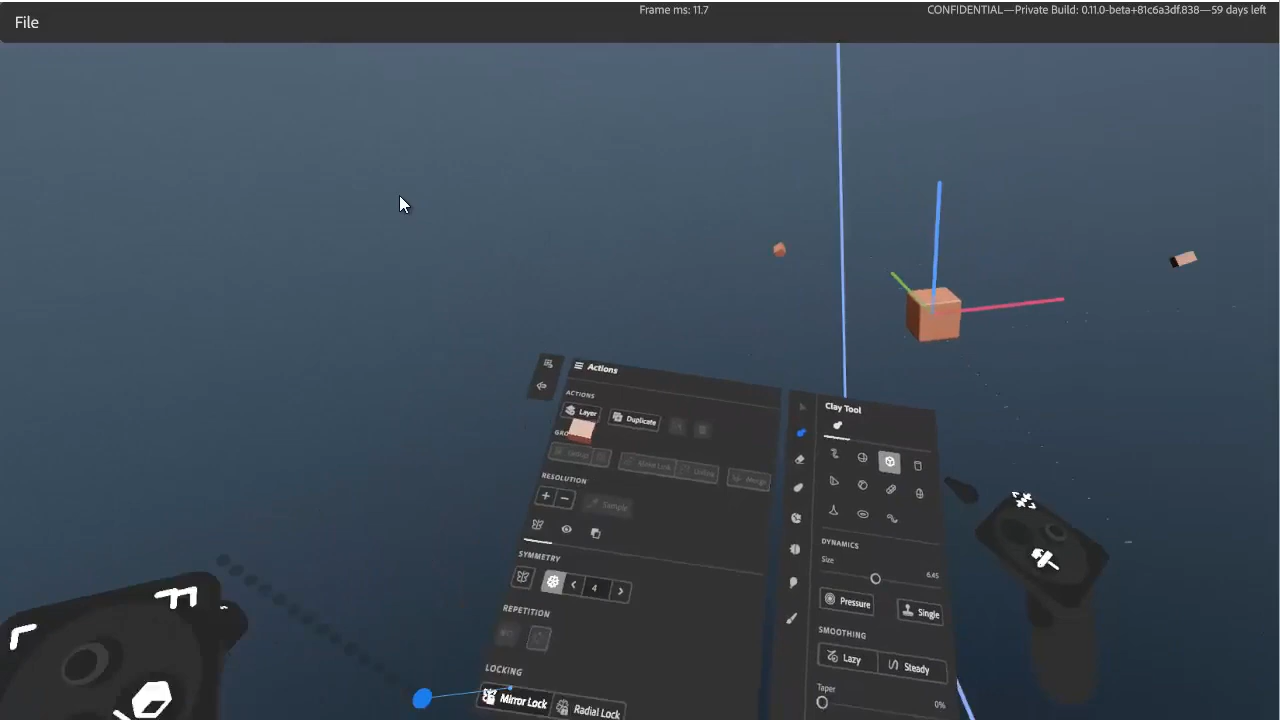 Frame ms: 11.7
CONFIDENTIAL—Private Build: 0.11.0-beta+81c6a3df.838—59 days left
File
Actions
ACTIONS
Layer
Duplicate
RESOLUTION
+ −
Sample
SYMMETRY
< 4 >
REPETITION
LOCKING
Mirror Lock
Radial Lock
Clay Tool
DYNAMICS
Size
6.45
Pressure
Single
SMOOTHING
Lazy
Steady
Taper
0%